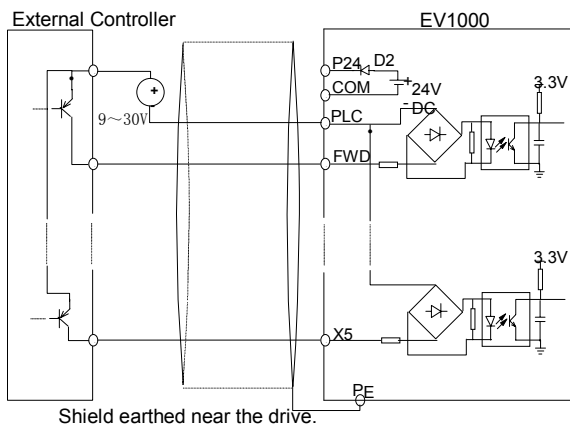 External Controller
EV1000
P24
D2
+
24V
COM
3.3V
9～30V
+
PLC
- DC
FWD
3.3V
X5
PE
Shield earthed near the drive.